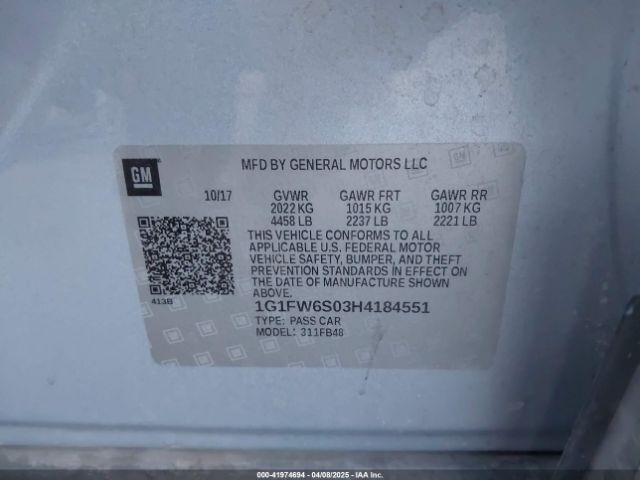 GM
MFD BY GENERAL MOTORS LLC
10/17 GVWR GAWR FRT GAWR RR
2022 KG 1015 KG 1007 KG
4458 LB 2237 LB 2221 LB
THIS VEHICLE CONFORMS TO ALL
APPLICABLE U.S. FEDERAL MOTOR
VEHICLE SAFETY, BUMPER, AND THEFT
PREVENTION STANDARDS IN EFFECT ON
THE DATE OF MANUFACTURE SHOWN
ABOVE.
413B
1G1FW6S03H4184551
TYPE: PASS CAR
MODEL: 311FB48
41974694 04/08/2025 IAAI.com